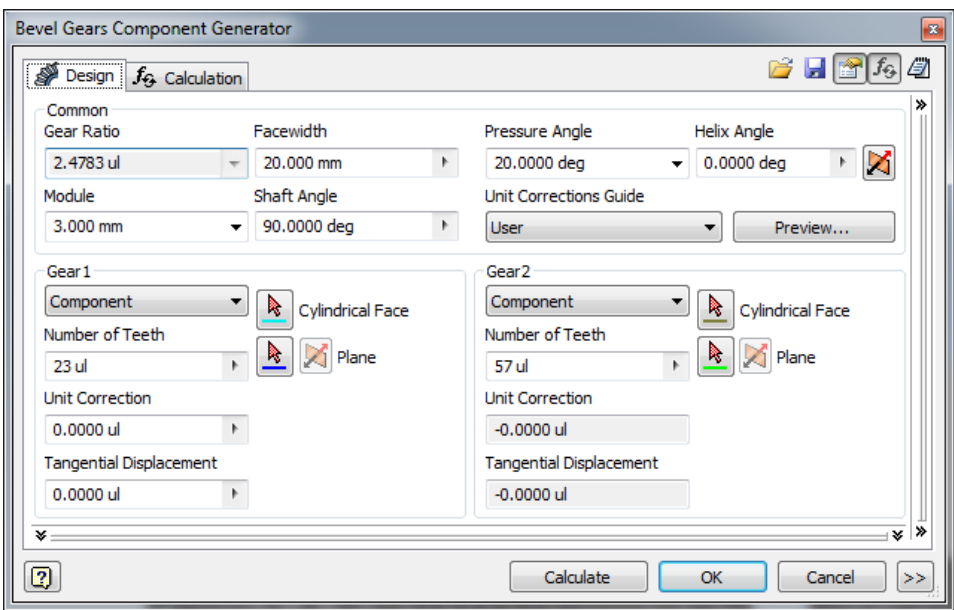 Bevel Gears Component Generator
Design
Calculation
Common
Gear Ratio Facewidth Pressure Angle Helix Angle
2.4783 ul 20.000 mm 20.0000 deg 0.0000 deg
Module Shaft Angle Unit Corrections Guide
3.000 mm 90.0000 deg User Preview...
Gear1 Gear2
Component Cylindrical Face Component Cylindrical Face
Number of Teeth Number of Teeth
23 ul Plane 57 ul Plane
Unit Correction Unit Correction
0.0000 ul -0.0000 ul
Tangential Displacement Tangential Displacement
0.0000 ul -0.0000 ul
Calculate OK Cancel >>